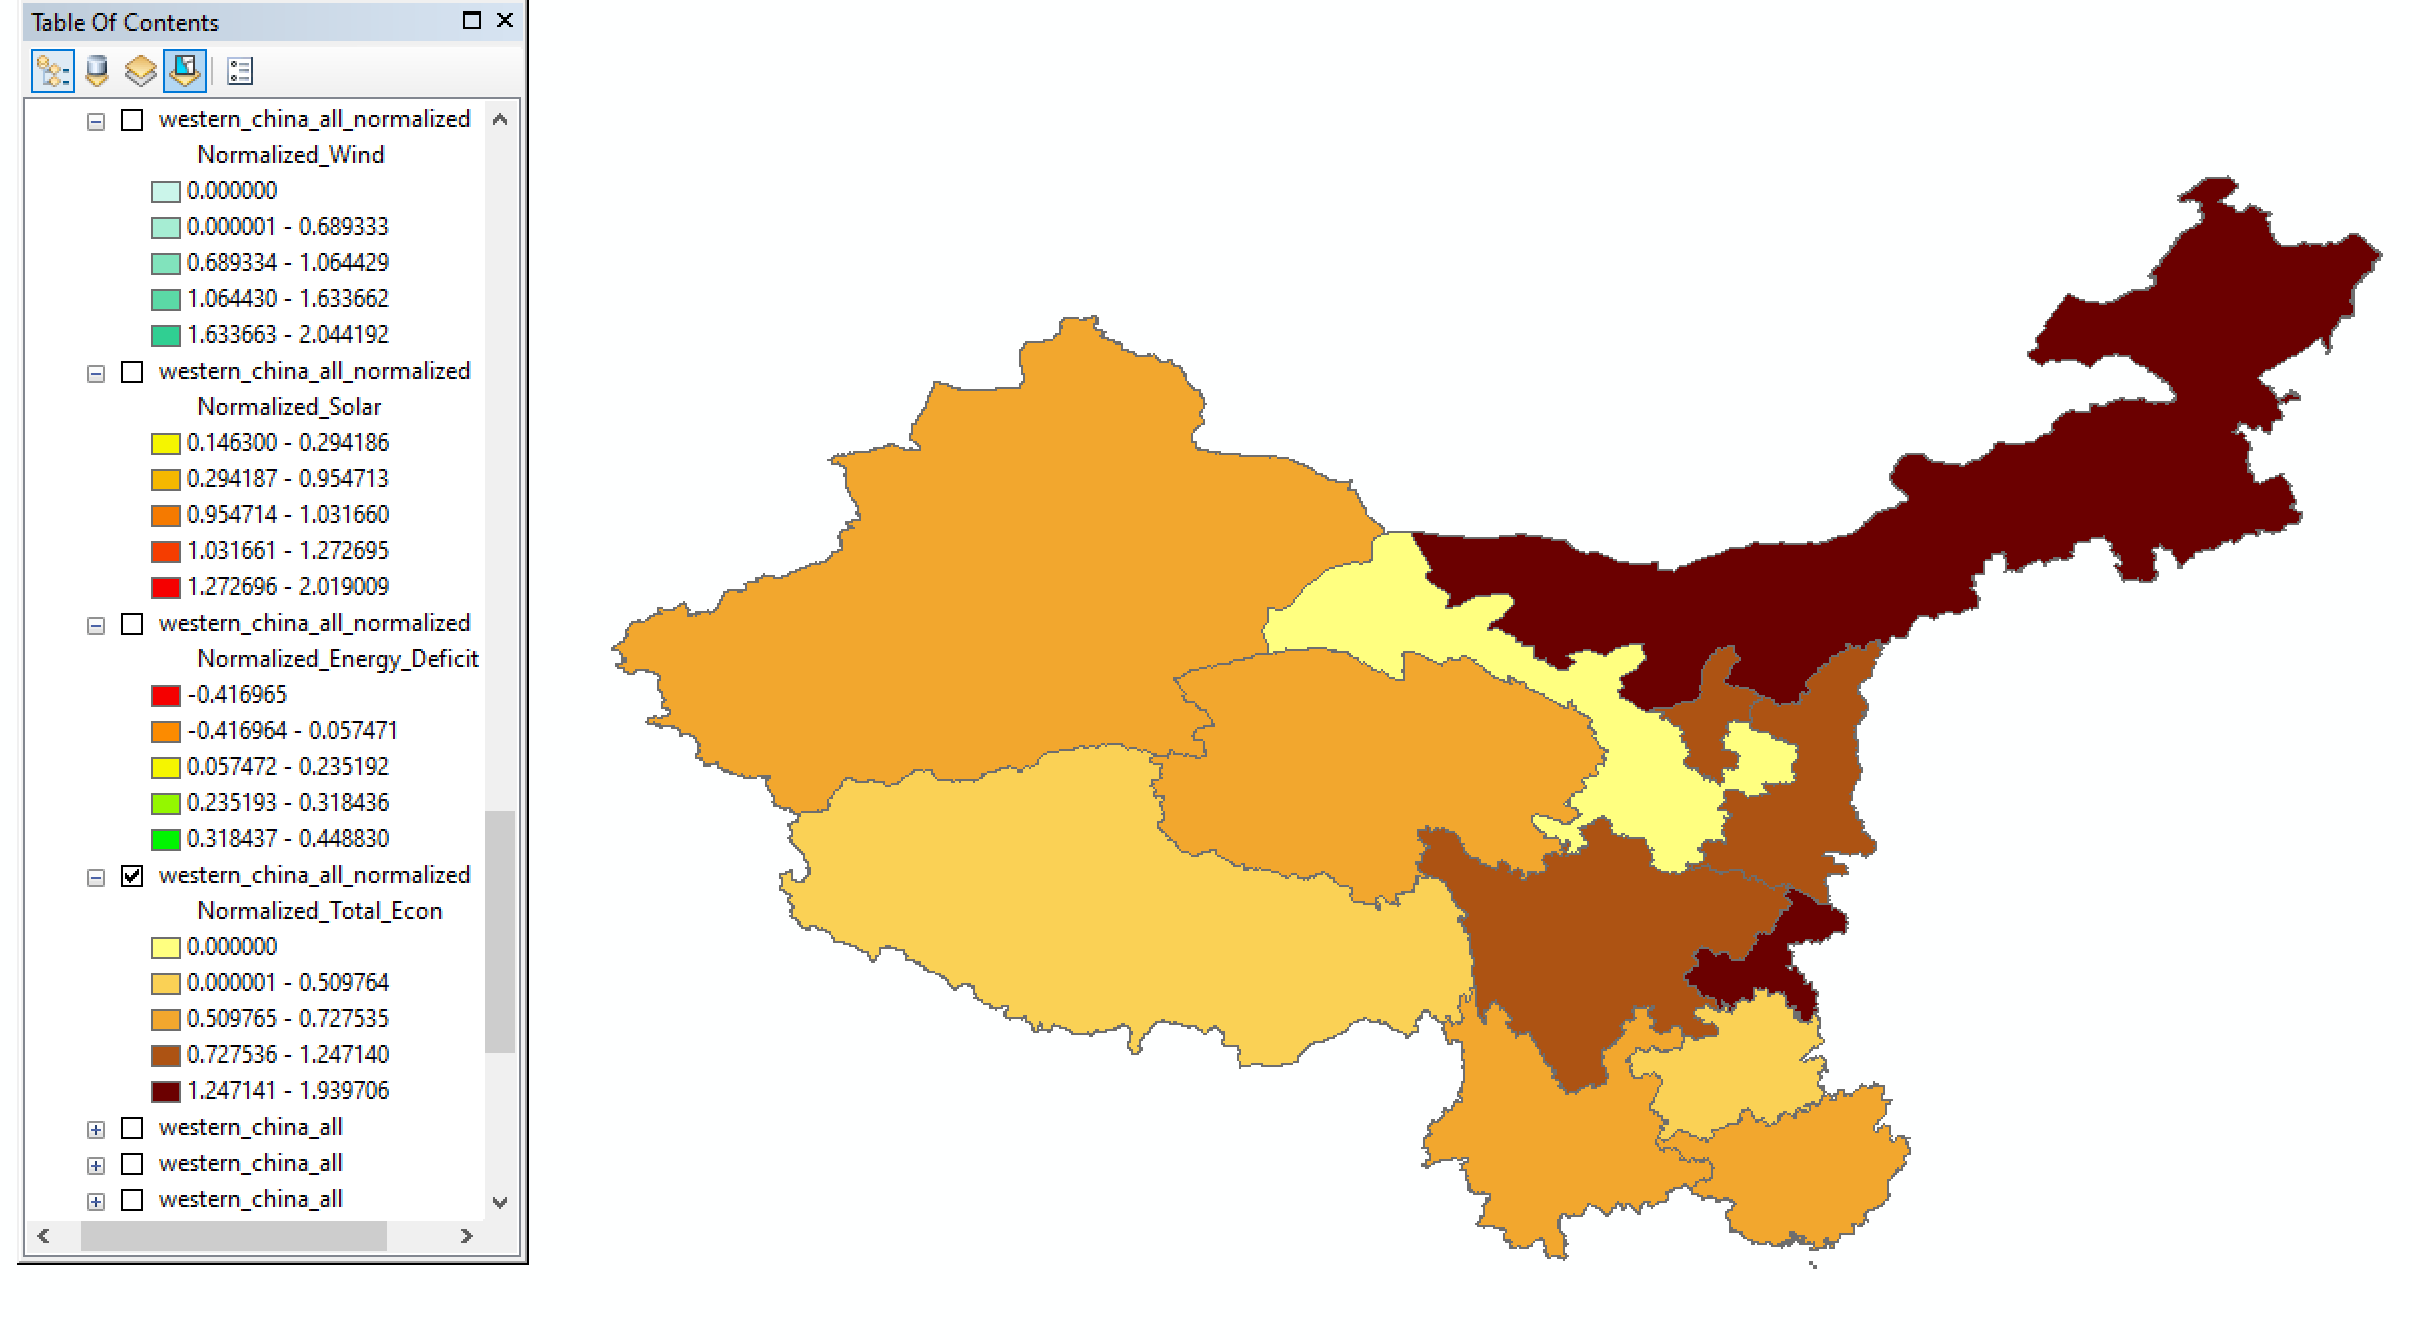 Table Of Contents
western_china_all_normalized
Normalized_Wind
0.000000
0.000001 - 0.689333
0.689334 - 1.064429
1.064430 - 1.633662
1.633663 - 2.044192
western_china_all_normalized
Normalized_Solar
0.146300 - 0.294186
0.294187 - 0.954713
0.954714 - 1.031660
1.031661 - 1.272695
1.272696 - 2.019009
western_china_all_normalized
Normalized_Energy_Deficit
-0.416965
-0.416964 - 0.057471
0.057472 - 0.235192
0.235193 - 0.318436
0.318437 - 0.448830
western_china_all_normalized
Normalized_Total_Econ
0.000000
0.000001 - 0.509764
0.509765 - 0.727535
0.727536 - 1.247140
1.247141 - 1.939706
western_china_all
western_china_all
western_china_all